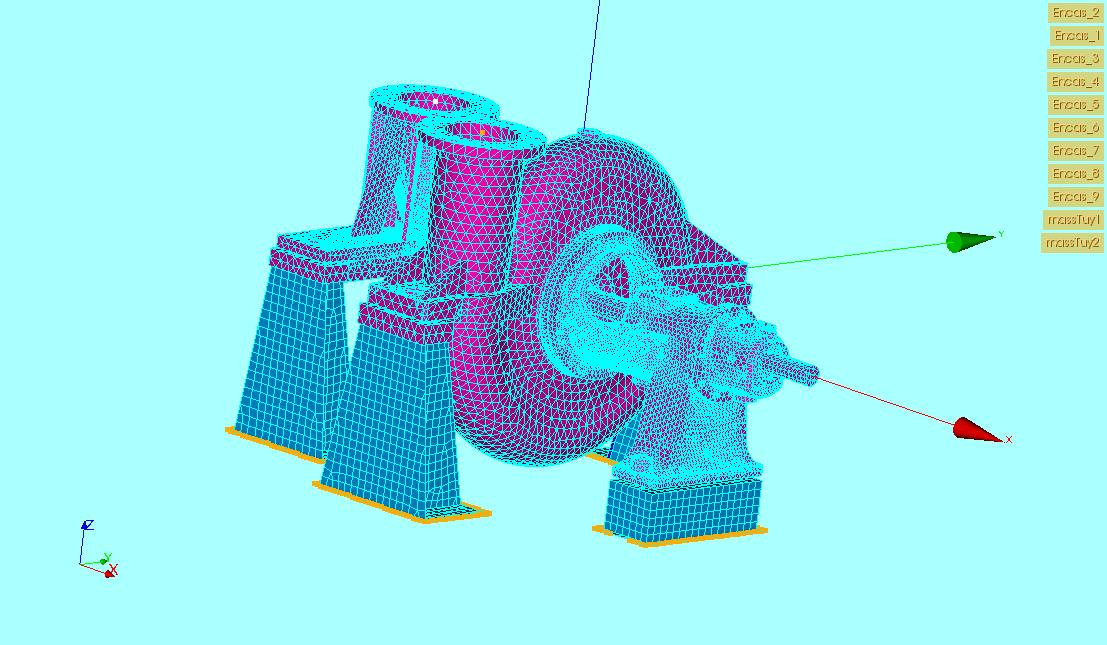 Encas_2
Encas_1
Encas_3
Encas_4
Encas_5
Encas_6
Encas_7
Encas_8
Encas_9
massTuy1
massTuy2
Y
X
Z
Y
X